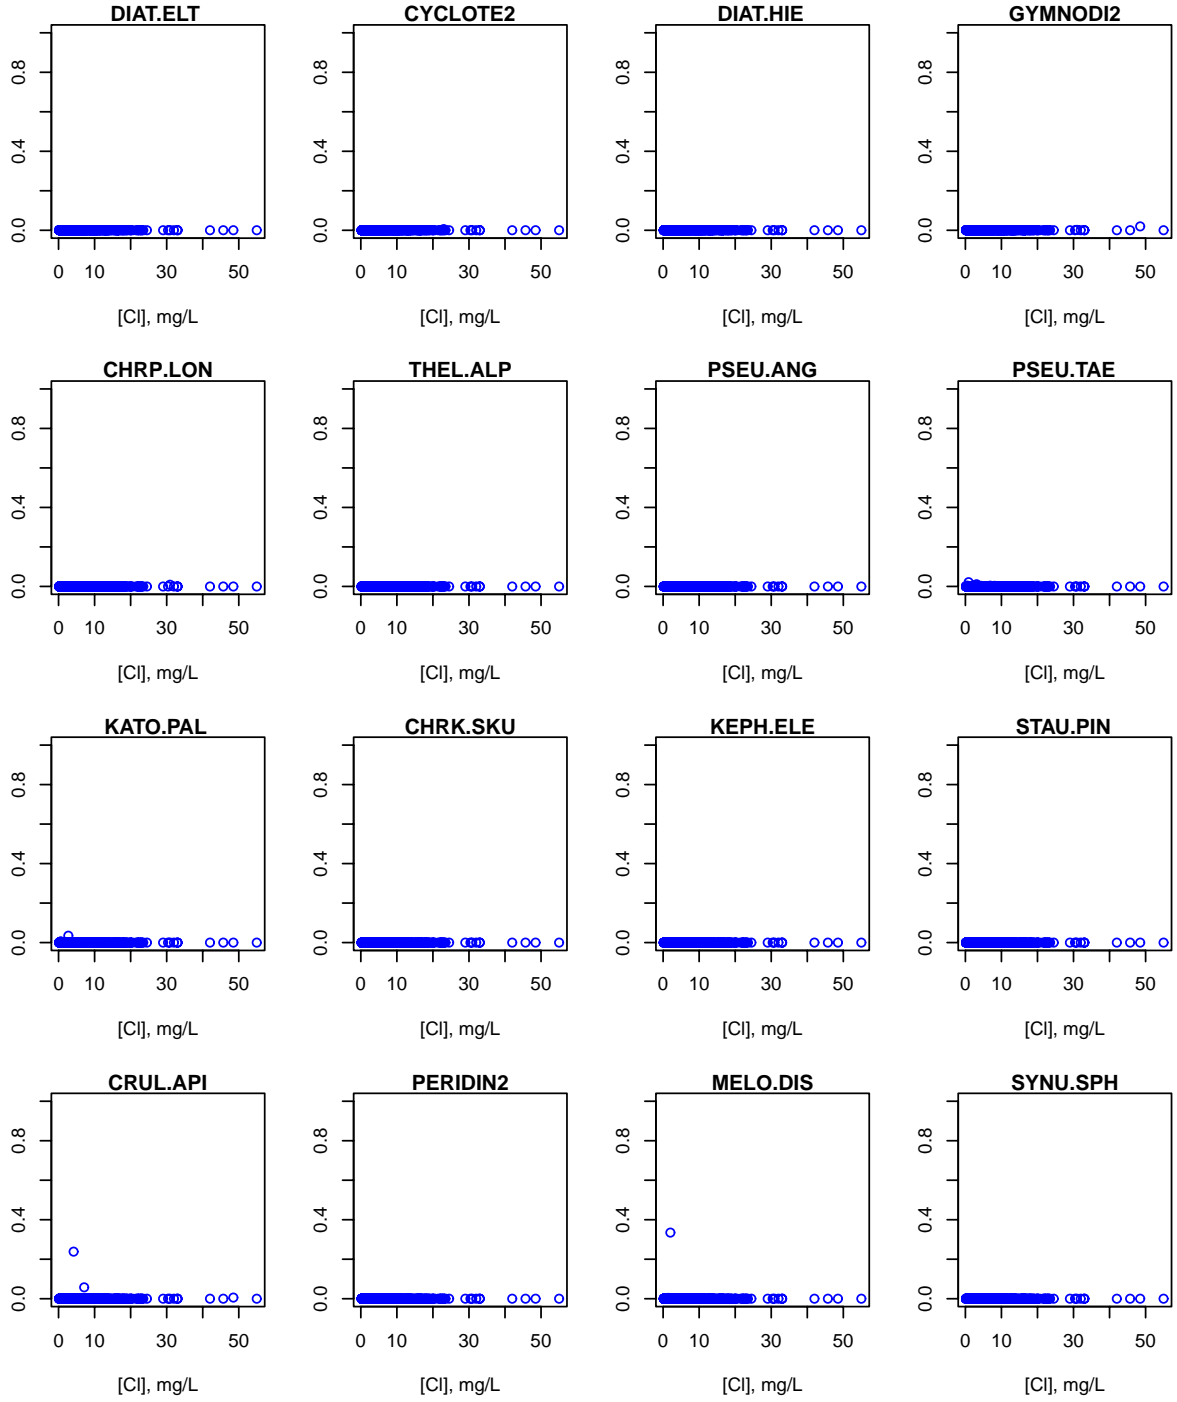 DIAT.ELT CYCLOTE2 DIAT.HIE GYMNODI2
0.8 0.8 0.8 0.8
0.4 0.4 0.4 0.4
0.0 0.0 0.0 0.0
0 10 30 50 0 10 30 50 0 10 30 50 0 10 30 50
[Cl], mg/L [Cl], mg/L [Cl], mg/L [Cl], mg/L
CHRP.LON THEL.ALP PSEU.ANG PSEU.TAE
0.8 0.8 0.8 0.8
0.4 0.4 0.4 0.4
0.0 0.0 0.0 0.0
0 10 30 50 0 10 30 50 0 10 30 50 0 10 30 50
[Cl], mg/L [Cl], mg/L [Cl], mg/L [Cl], mg/L
KATO.PAL CHRK.SKU KEPH.ELE STAU.PIN
0.8 0.8 0.8 0.8
0.4 0.4 0.4 0.4
0.0 0.0 0.0 0.0
0 10 30 50 0 10 30 50 0 10 30 50 0 10 30 50
[Cl], mg/L [Cl], mg/L [Cl], mg/L [Cl], mg/L
CRUL.API PERIDIN2 MELO.DIS SYNU.SPH
0.8 0.8 0.8 0.8
0.4 0.4 0.4 0.4
0.0 0.0 0.0 0.0
0 10 30 50 0 10 30 50 0 10 30 50 0 10 30 50
[Cl], mg/L [Cl], mg/L [Cl], mg/L [Cl], mg/L